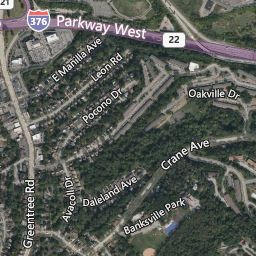 21
376
Parkway West
22
E Manilla Ave
Leon Rd
Pocono Dr
Oakville Dr
Crane Ave
Greentree Rd
Avacoll Dr
Daleland Ave
Banksville Park